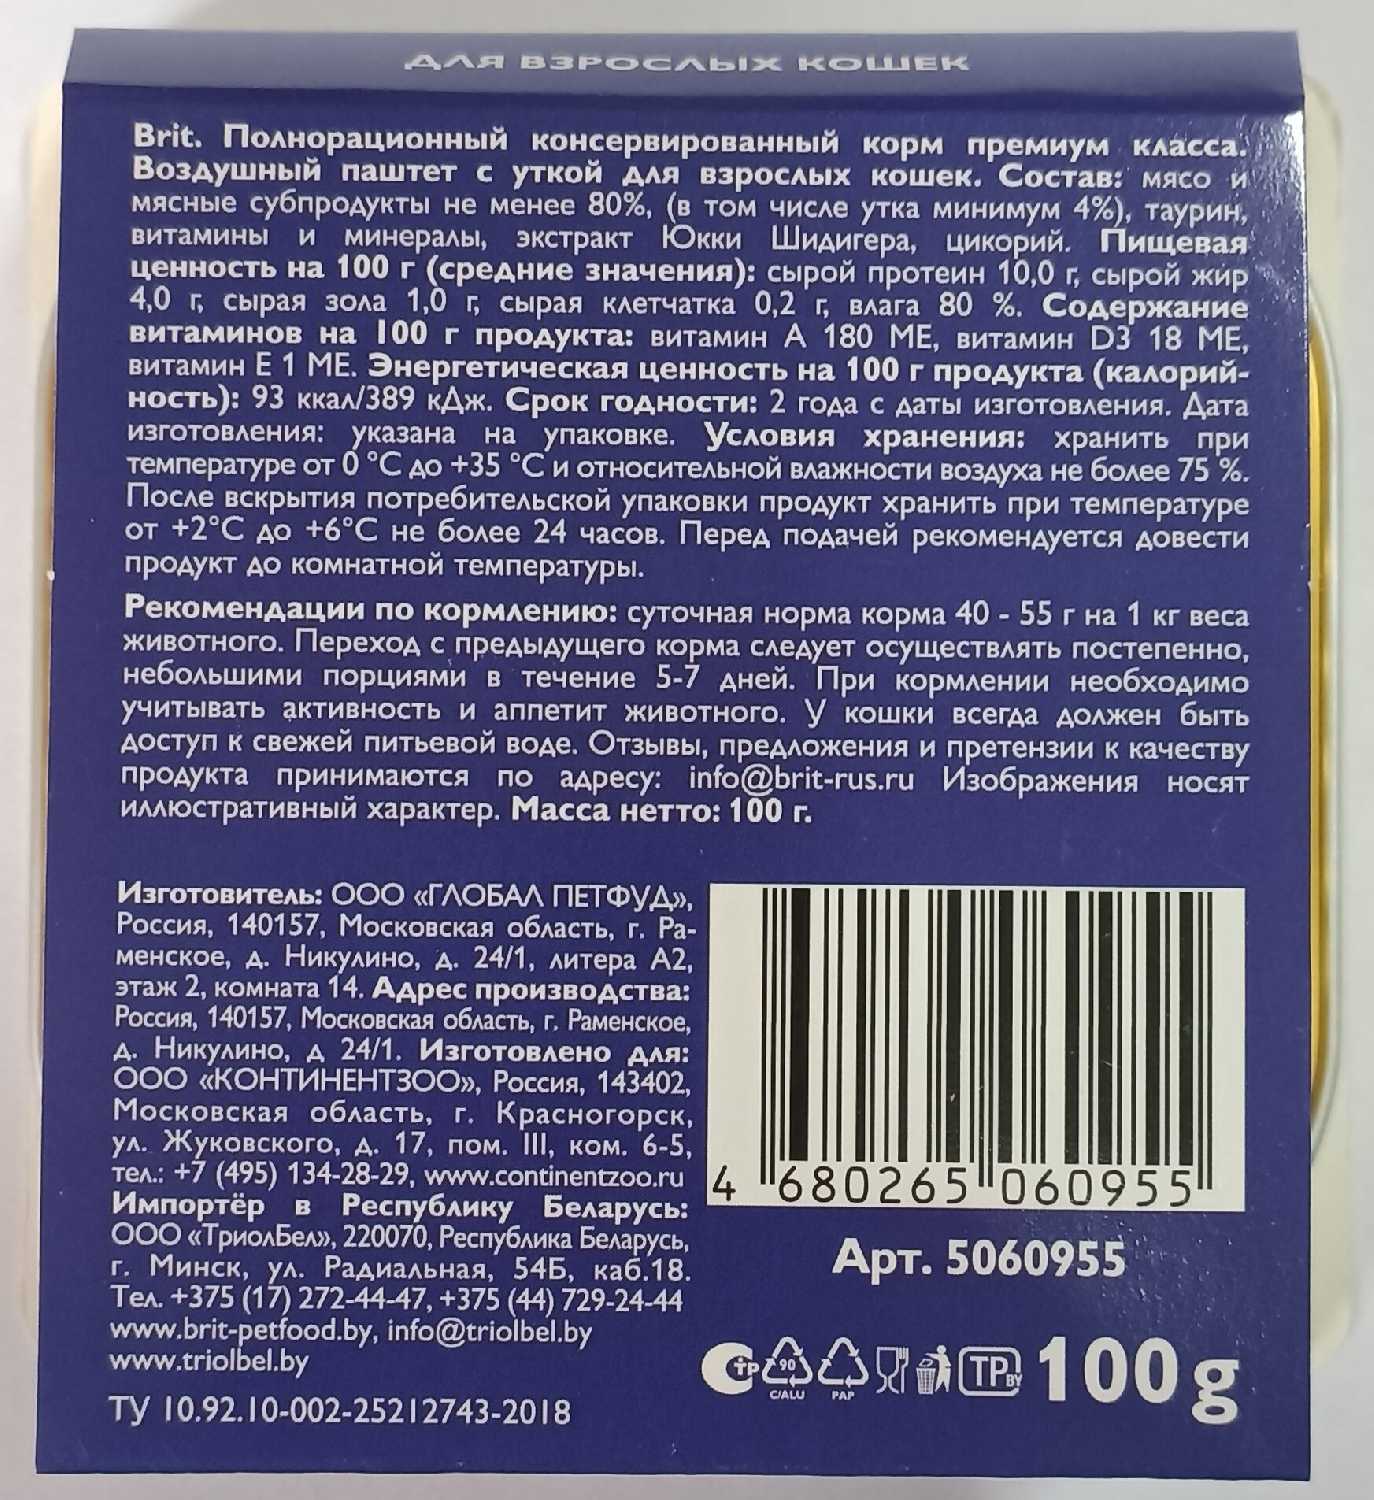 ДЛЯ ВЗРОСЛЫХ КОШЕК
Brit. Полнорационный консервированный корм премиум класса.
Воздушный паштет с уткой для взрослых кошек. Состав: мясо и
мясные субпродукты не менее 80%, (в том числе утка минимум 4%), таурин,
витамины и минералы, экстракт Юкки Шидигера, цикорий. Пищевая
ценность на 100 г (средние значения): сырой протеин 10,0 г, сырой жир
4,0 г, сырая зола 1,0 г, сырая клетчатка 0,2 г, влага 80 %. Содержание
витаминов на 100 г продукта: витамин А 180 МЕ, витамин D3 18 МЕ,
витамин Е 1 МЕ. Энергетическая ценность на 100 г продукта (калорий-
ность): 93 ккал/389 кДж. Срок годности: 2 года с даты изготовления. Дата
изготовления: указана на упаковке. Условия хранения: хранить при
температуре от 0 °С до +35 °С и относительной влажности воздуха не более 75 %.
После вскрытия потребительской упаковки продукт хранить при температуре
от +2°С до +6°С не более 24 часов. Перед подачей рекомендуется довести
продукт до комнатной температуры.
Рекомендации по кормлению: суточная норма корма 40 - 55 г на 1 кг веса
животного. Переход с предыдущего корма следует осуществлять постепенно,
небольшими порциями в течение 5-7 дней. При кормлении необходимо
учитывать активность и аппетит животного. У кошки всегда должен быть
доступ к свежей питьевой воде. Отзывы, предложения и претензии к качеству
продукта принимаются по адресу: info@brit-rus.ru Изображения носят
иллюстративный характер. Масса нетто: 100 г.
Изготовитель: ООО «ГЛОБАЛ ПЕТФУД»,
Россия, 140157, Московская область, г. Ра-
менское, д. Никулино, д. 24/1, литера А2,
этаж 2, комната 14. Адрес производства:
Россия, 140157, Московская область, г. Раменское,
д. Никулино, д 24/1. Изготовлено для:
ООО «КОНТИНЕНТЗОО», Россия, 143402,
Московская область, г. Красногорск,
ул. Жуковского, д. 17, пом. III, ком. 6-5,
тел.: +7 (495) 134-28-29, www.continentzoo.ru
Импортёр в Республику Беларусь:
ООО «ТриолБел», 220070, Республика Беларусь,
г. Минск, ул. Радиальная, 54Б, каб.18.
Тел. +375 (17) 272-44-47, +375 (44) 729-24-44
www.brit-petfood.by, info@triolbel.by
www.triolbel.by
ТУ 10.92.10-002-25212743-2018
4 680265 060955
Арт. 5060955
СТР 90 C/ALU PAP TP BY 100 g